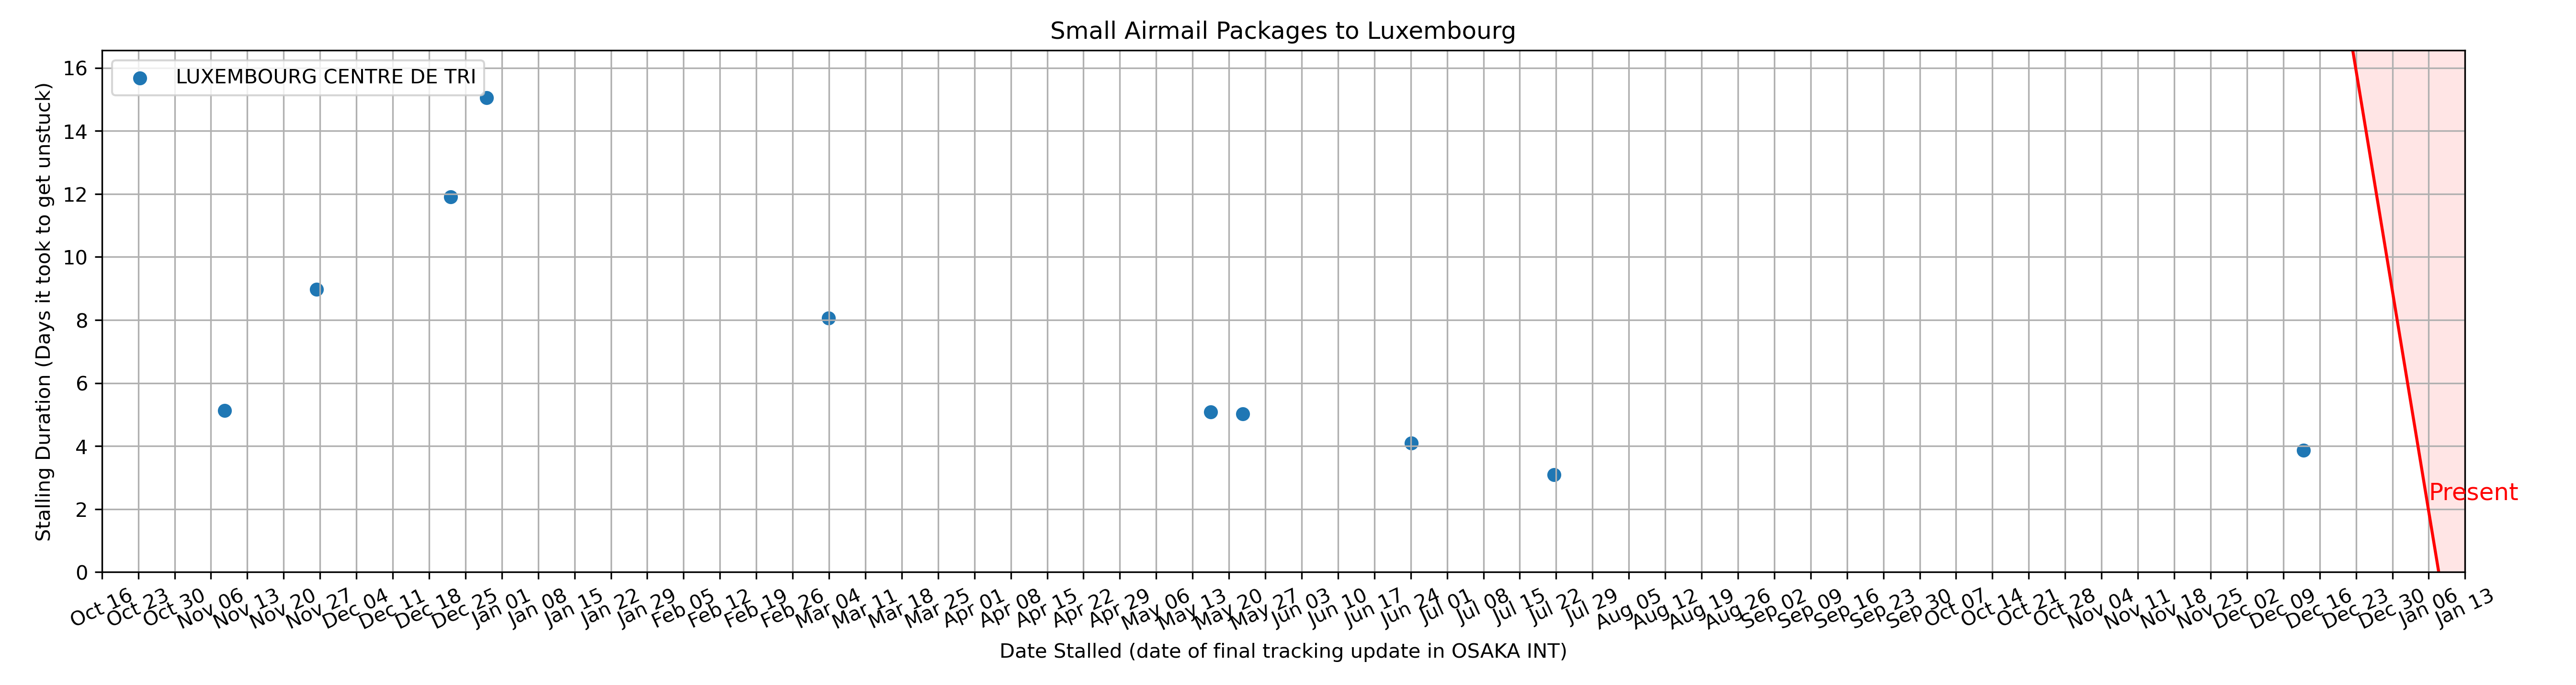 Small Airmail Packages to Luxembourg
LUXEMBOURG CENTRE DE TRI
Stalling Duration (Days it took to get unstuck)
16
14
12
10
8
6
4
2
0
Present
Oct 16 Oct 23 Oct 30 Nov 06 Nov 13 Nov 20 Nov 27 Dec 04 Dec 11 Dec 18 Dec 25 Jan 01 Jan 08 Jan 15 Jan 22 Jan 29 Feb 05 Feb 12 Feb 19 Feb 26 Mar 04 Mar 11 Mar 18 Mar 25 Apr 01 Apr 08 Apr 15 Apr 22 Apr 29 May 06 May 13 May 20 May 27 Jun 03 Jun 10 Jun 17 Jun 24 Jul 01 Jul 08 Jul 15 Jul 22 Jul 29 Aug 05 Aug 12 Aug 19 Aug 26 Sep 02 Sep 09 Sep 16 Sep 23 Sep 30 Oct 07 Oct 14 Oct 21 Oct 28 Nov 04 Nov 11 Nov 18 Nov 25 Dec 02 Dec 09 Dec 16 Dec 23 Dec 30 Jan 06 Jan 13
Date Stalled (date of final tracking update in OSAKA INT)